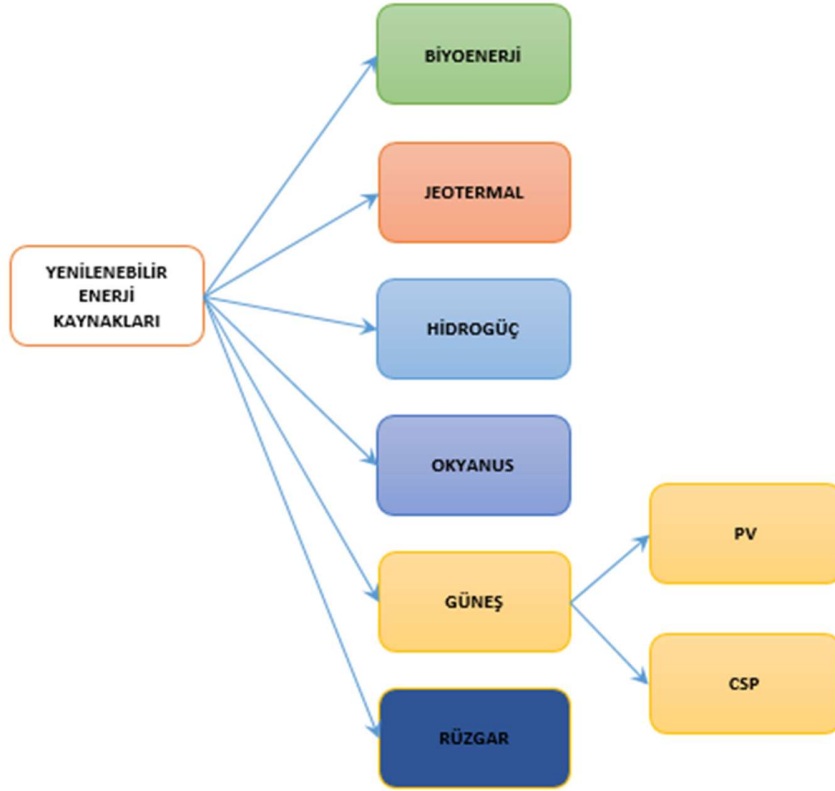 BİYOENERJİ
JEOTERMAL
YENİLENEBİLİR
ENERJİ
KAYNAKLARI
HİDROGÜÇ
OKYANUS
GÜNEŞ
PV
CSP
RÜZGAR